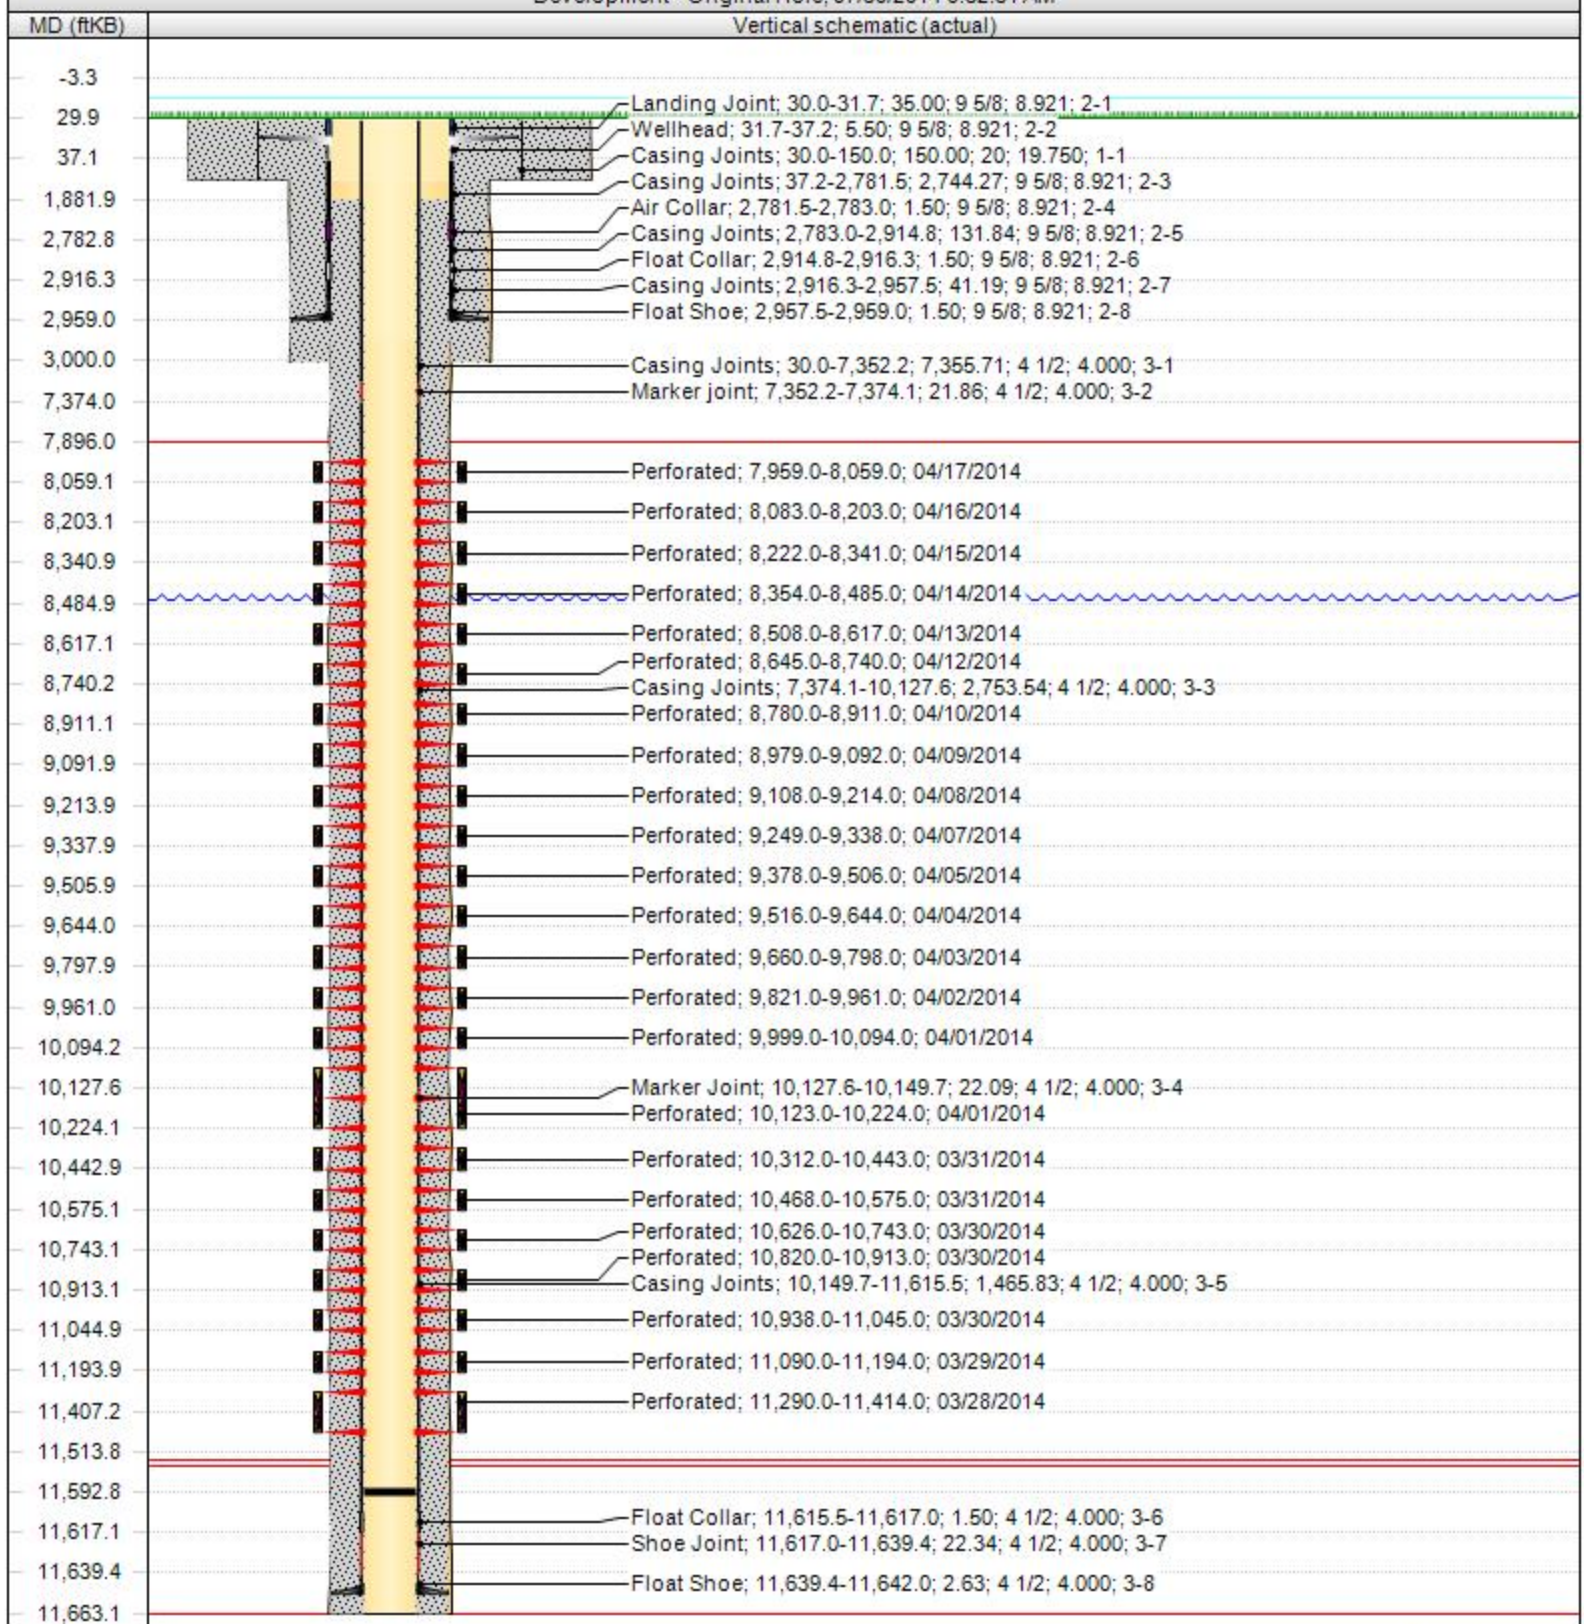 MD (ftKB)
Vertical schematic (actual)
-3.3
29.9
37.1
1,881.9
2,782.8
2,916.3
2,959.0
3,000.0
7,374.0
7,896.0
8,059.1
8,203.1
8,340.9
8,484.9
8,617.1
8,740.2
8,911.1
9,091.9
9,213.9
9,337.9
9,505.9
9,644.0
9,797.9
9,961.0
10,094.2
10,127.6
10,224.1
10,442.9
10,575.1
10,743.1
10,913.1
11,044.9
11,193.9
11,407.2
11,513.8
11,592.8
11,617.1
11,639.4
11,663.1
Landing Joint; 30.0-31.7; 35.00; 9 5/8; 8.921; 2-1
Wellhead; 31.7-37.2; 5.50; 9 5/8; 8.921; 2-2
Casing Joints; 30.0-150.0; 150.00; 20; 19.750; 1-1
Casing Joints; 37.2-2,781.5; 2,744.27; 9 5/8; 8.921; 2-3
Air Collar; 2,781.5-2,783.0; 1.50; 9 5/8; 8.921; 2-4
Casing Joints; 2,783.0-2,914.8; 131.84; 9 5/8; 8.921; 2-5
Float Collar; 2,914.8-2,916.3; 1.50; 9 5/8; 8.921; 2-6
Casing Joints; 2,916.3-2,957.5; 41.19; 9 5/8; 8.921; 2-7
Float Shoe; 2,957.5-2,959.0; 1.50; 9 5/8; 8.921; 2-8
Casing Joints; 30.0-7,352.2; 7,355.71; 4 1/2; 4.000; 3-1
Marker joint; 7,352.2-7,374.1; 21.86; 4 1/2; 4.000; 3-2
Perforated; 7,959.0-8,059.0; 04/17/2014
Perforated; 8,083.0-8,203.0; 04/16/2014
Perforated; 8,222.0-8,341.0; 04/15/2014
Perforated; 8,354.0-8,485.0; 04/14/2014
Perforated; 8,508.0-8,617.0; 04/13/2014
Perforated; 8,645.0-8,740.0; 04/12/2014
Casing Joints; 7,374.1-10,127.6; 2,753.54; 4 1/2; 4.000; 3-3
Perforated; 8,780.0-8,911.0; 04/10/2014
Perforated; 8,979.0-9,092.0; 04/09/2014
Perforated; 9,108.0-9,214.0; 04/08/2014
Perforated; 9,249.0-9,338.0; 04/07/2014
Perforated; 9,378.0-9,506.0; 04/05/2014
Perforated; 9,516.0-9,644.0; 04/04/2014
Perforated; 9,660.0-9,798.0; 04/03/2014
Perforated; 9,821.0-9,961.0; 04/02/2014
Perforated; 9,999.0-10,094.0; 04/01/2014
Marker Joint; 10,127.6-10,149.7; 22.09; 4 1/2; 4.000; 3-4
Perforated; 10,123.0-10,224.0; 04/01/2014
Perforated; 10,312.0-10,443.0; 03/31/2014
Perforated; 10,468.0-10,575.0; 03/31/2014
Perforated; 10,626.0-10,743.0; 03/30/2014
Perforated; 10,820.0-10,913.0; 03/30/2014
Casing Joints; 10,149.7-11,615.5; 1,465.83; 4 1/2; 4.000; 3-5
Perforated; 10,938.0-11,045.0; 03/30/2014
Perforated; 11,090.0-11,194.0; 03/29/2014
Perforated; 11,290.0-11,414.0; 03/28/2014
Float Collar; 11,615.5-11,617.0; 1.50; 4 1/2; 4.000; 3-6
Shoe Joint; 11,617.0-11,639.4; 22.34; 4 1/2; 4.000; 3-7
Float Shoe; 11,639.4-11,642.0; 2.63; 4 1/2; 4.000; 3-8